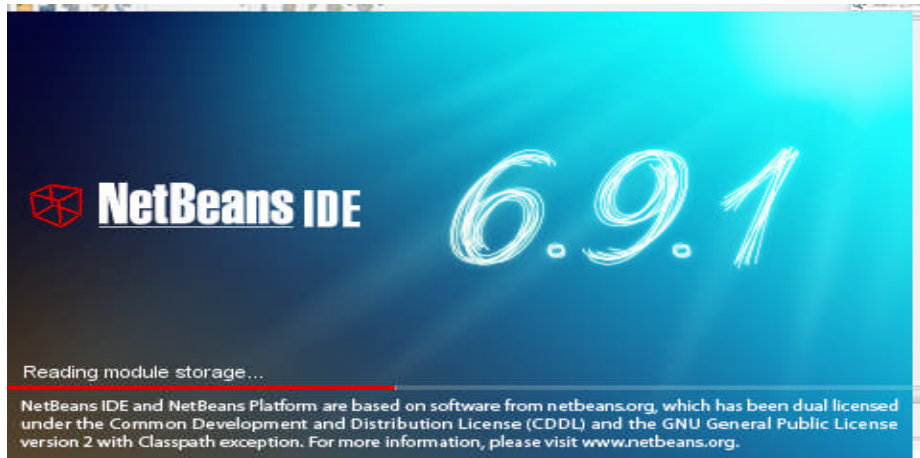 NetBeans IDE 6.9.1
Reading module storage...
NetBeans IDE and NetBeans Platform are based on software from netbeans.org, which has been dual licensed
under the Common Development and Distribution License (CDDL) and the GNU General Public License
version 2 with Classpath exception. For more information, please visit www.netbeans.org.